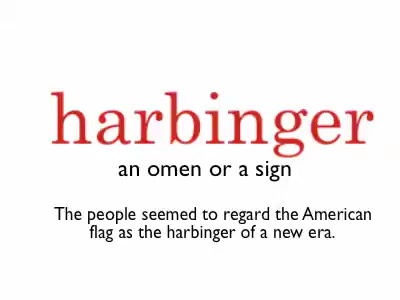 harbinger
an omen or a sign
The people seemed to regard the American
flag as the harbinger of a new era.